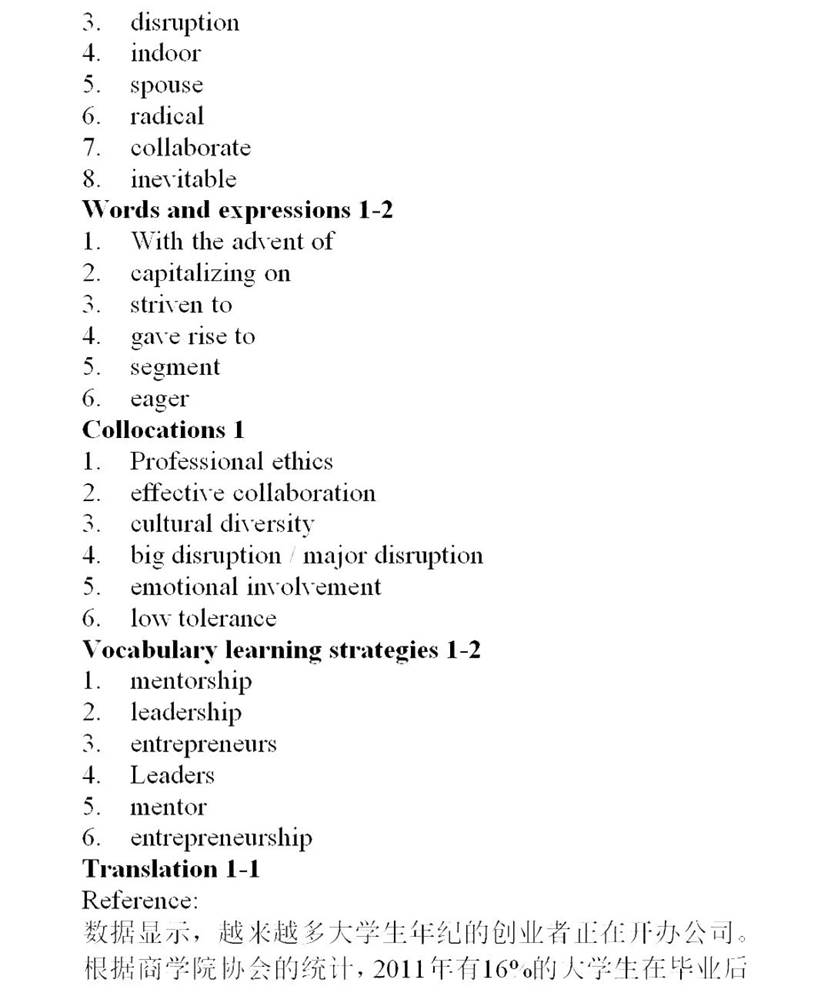 3. disruption
4. indoor
5. spouse
6. radical
7. collaborate
8. inevitable
Words and expressions 1-2
1. With the advent of
2. capitalizing on
3. striven to
4. gave rise to
5. segment
6. eager
Collocations 1
1. Professional ethics
2. effective collaboration
3. cultural diversity
4. big disruption / major disruption
5. emotional involvement
6. low tolerance
Vocabulary learning strategies 1-2
1. mentorship
2. leadership
3. entrepreneurs
4. Leaders
5. mentor
6. entrepreneurship
Translation 1-1
Reference:
数据显示，越来越多大学生年纪的创业者正在开办公司。
根据商学院协会的统计，2011年有16%的大学生在毕业后